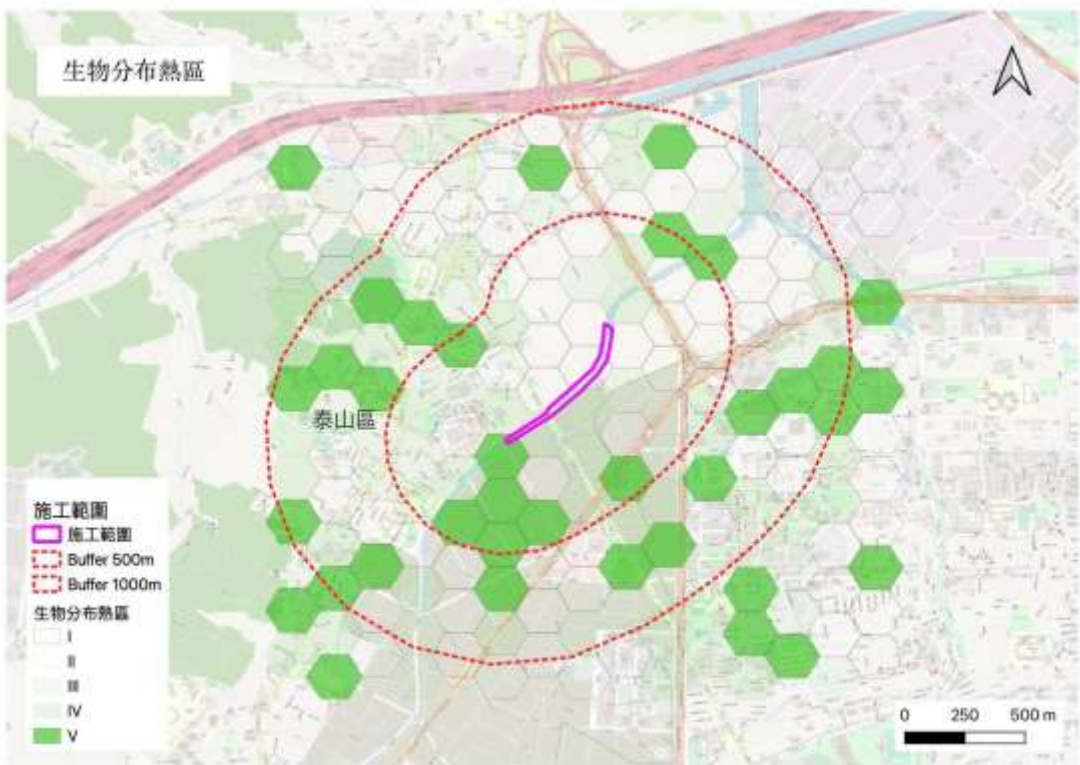 生物分布熱區
泰山區
施工範圍
施工範圍
Buffer 500m
Buffer 1000m
生物分布熱區
I
II
III
IV
V
0 250 500 m